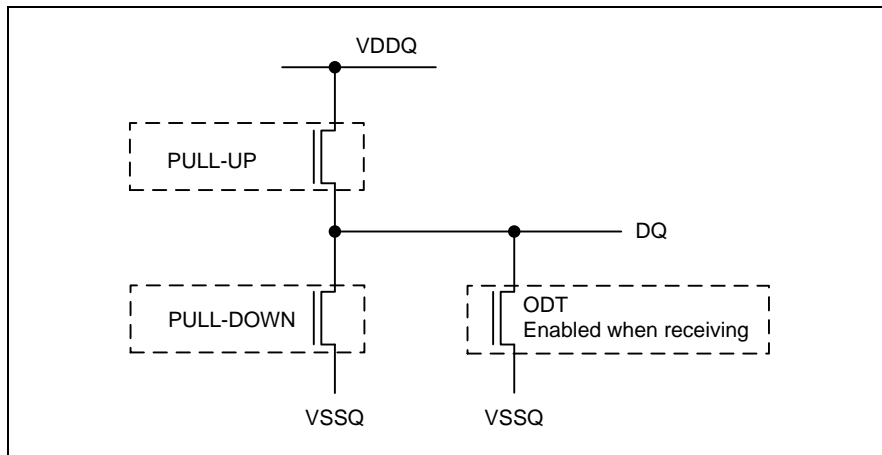 VDDQ
PULL-UP
DQ
PULL-DOWN
ODT
Enabled when receiving
VSSQ
VSSQ